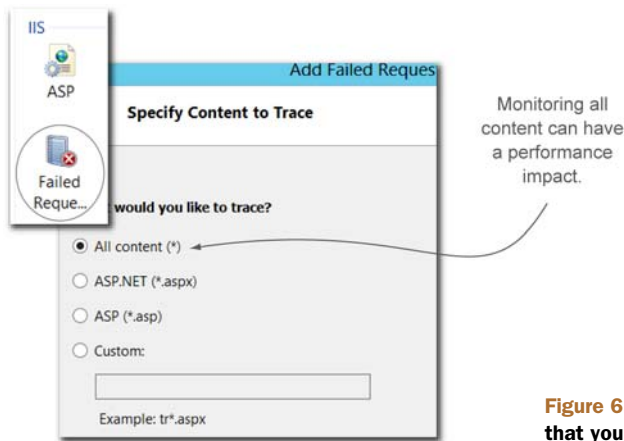 IIS
ASP
Failed
Reque...
Add Failed Reques
Specify Content to Trace
would you like to trace?
All content (*)
ASP.NET (*.aspx)
ASP (*.asp)
Custom:
Example: tr*.aspx
Monitoring all
content can have
a performance
impact.
Figure 6
that you